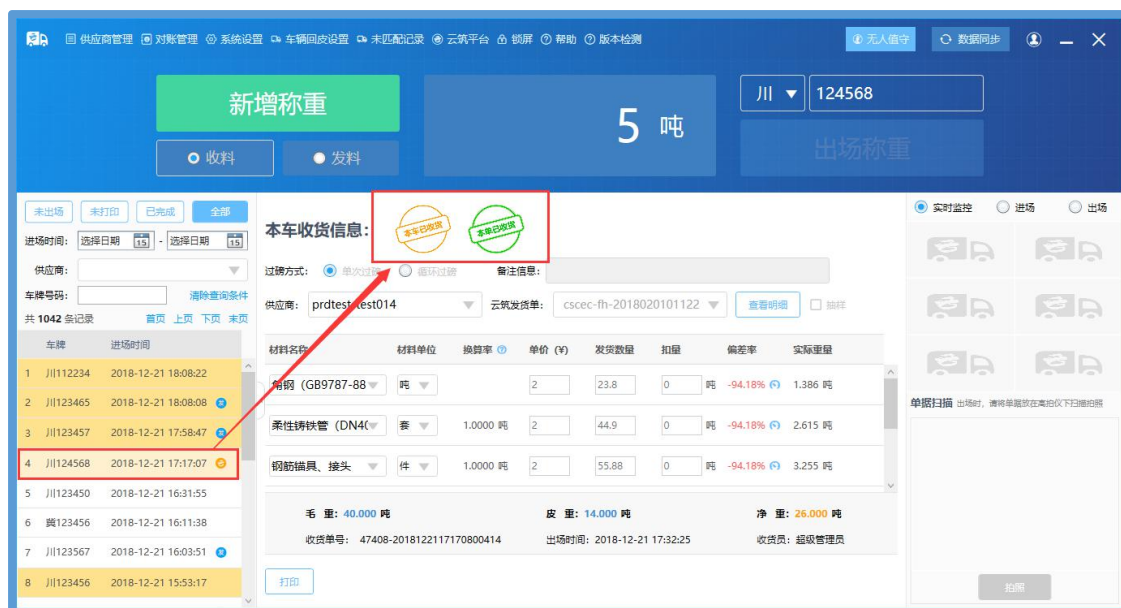 供应商管理 对账管理 系统设置 车辆回皮设置 未匹配记录 云筑平台 锁屏 帮助 版本检测 无人值守 数据同步
新增称重
5 吨
川 124568
收料 发料
出场称重
未出场 未打印 已完成 全部
进场时间: 选择日期 15 - 选择日期 15
供应商:
车牌号码: 清除查询条件
共 1042 条记录 首页 上页 下页 末页
车牌 进场时间
1 川112234 2018-12-21 18:08:22
2 川123465 2018-12-21 18:08:08
3 川123457 2018-12-21 17:58:47
4 川124568 2018-12-21 17:17:07
5 川123450 2018-12-21 16:31:55
6 冀123456 2018-12-21 16:11:38
7 川123567 2018-12-21 16:03:51
8 川123456 2018-12-21 15:53:17
本车收货信息: 本车已收货 本单已收货
过磅方式: 单次过磅 循环过磅 备注信息:
供应商: prdtest test014 云筑发货单: cscec-fh-2018020101122 查看明细 抽样
材料名称 材料单位 换算率 单价 (¥) 发货数量 扣量 偏差率 实际重量
角钢 (GB9787-88 吨 2 23.8 0 吨 -94.18% 1.386 吨
柔性铸铁管 (DN4( 套 1.0000 吨 2 44.9 0 吨 -94.18% 2.615 吨
钢筋锚具、接头 件 1.0000 吨 2 55.88 0 吨 -94.18% 3.255 吨
毛 重: 40.000 吨 皮 重: 14.000 吨 净 重: 26.000 吨
收货单号: 47408-2018122117170800414 出场时间: 2018-12-21 17:32:25 收货员: 超级管理员
打印
实时监控 进场 出场
单据扫描 出场时, 请将单据放在高拍仪下扫描拍照
拍照